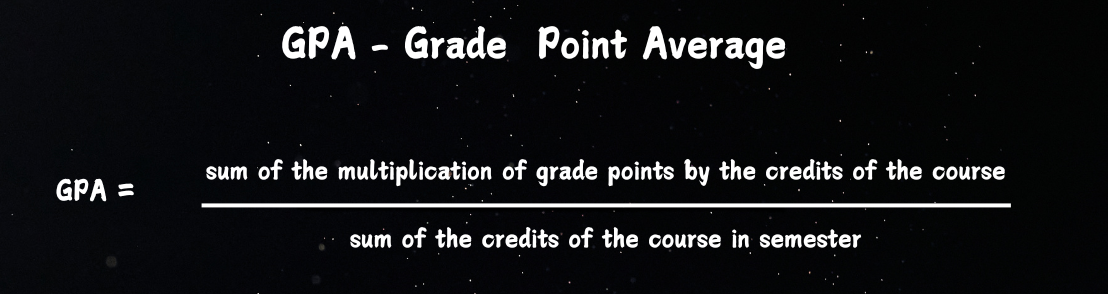 GPA - Grade Point Average
sum of the multiplication of grade points by the credits of the course
GPA =
sum of the credits of the course in semester